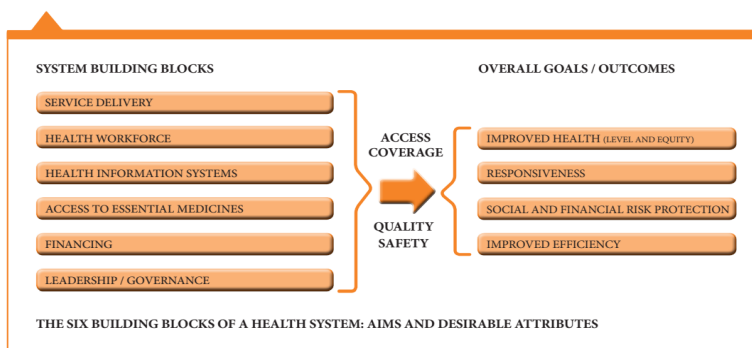 SYSTEM BUILDING BLOCKS
SERVICE DELIVERY
HEALTH WORKFORCE
HEALTH INFORMATION SYSTEMS
ACCESS TO ESSENTIAL MEDICINES
FINANCING
LEADERSHIP / GOVERNANCE
ACCESS
COVERAGE
QUALITY
SAFETY
OVERALL GOALS / OUTCOMES
IMPROVED HEALTH (LEVEL AND EQUITY)
RESPONSIVENESS
SOCIAL AND FINANCIAL RISK PROTECTION
IMPROVED EFFICIENCY
THE SIX BUILDING BLOCKS OF A HEALTH SYSTEM: AIMS AND DESIRABLE ATTRIBUTES